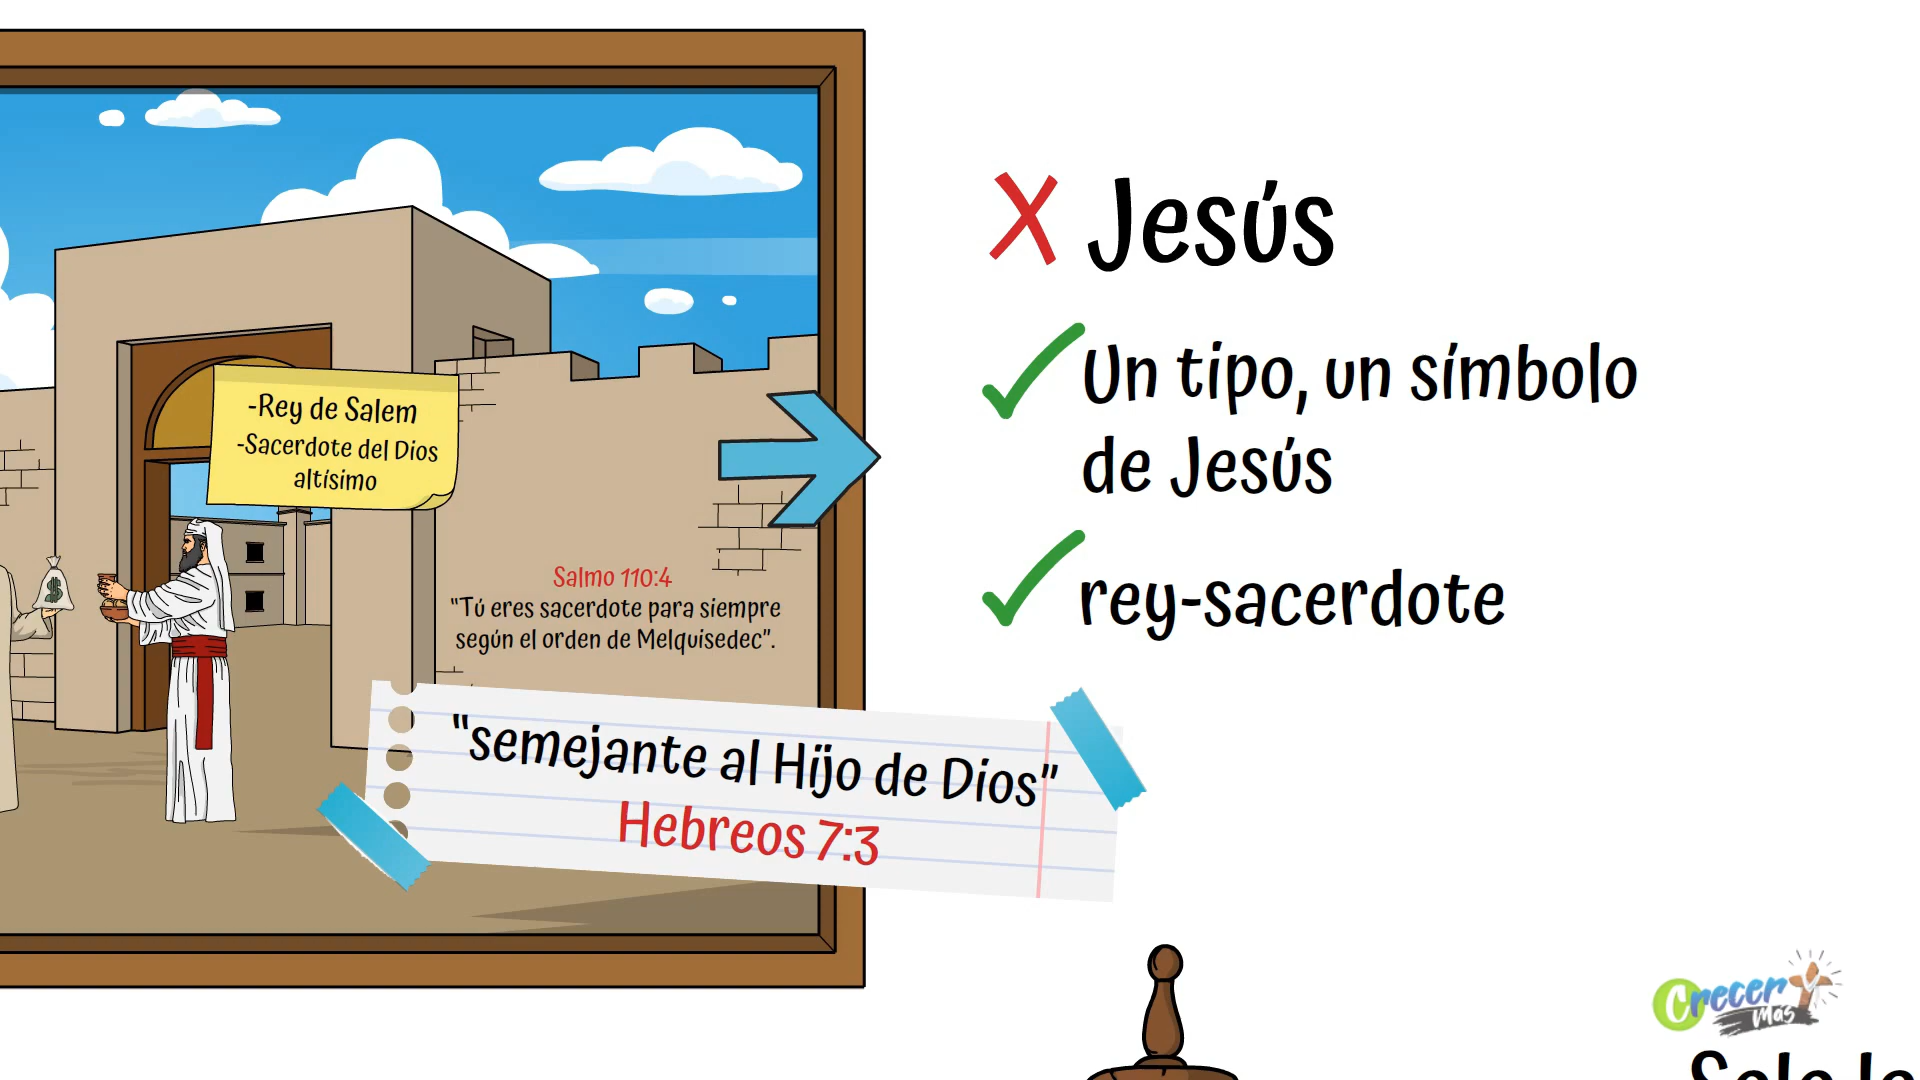 X Jesús
Un tipo, un símbolo
de Jesús
rey-sacerdote
-Rey de Salem
-Sacerdote del Dios
altísimo
$
Salmo 110:4
"Tú eres sacerdote para siempre
según el orden de Melquisedec".
"semejante al Hijo de Dios"
Hebreos 7:3
Crecer
Más